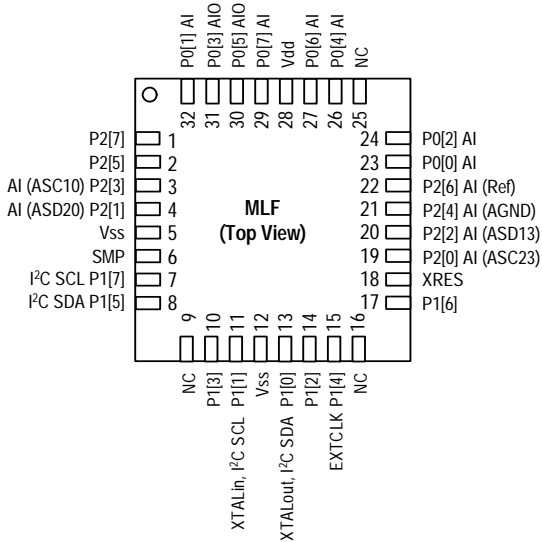 P0[1] AI
P0[3] AIO
P0[5] AIO
P0[7] AI
Vdd
P0[6] AI
P0[4] AI
NC
32
31
30
29
28
27
26
25
P2[7] 1
P2[5] 2
AI (ASC10) P2[3] 3
AI (ASD20) P2[1] 4
Vss 5
SMP 6
I²C SCL P1[7] 7
I²C SDA P1[5] 8
MLF
(Top View)
24 P0[2] AI
23 P0[0] AI
22 P2[6] AI (Ref)
21 P2[4] AI (AGND)
20 P2[2] AI (ASD13)
19 P2[0] AI (ASC23)
18 XRES
17 P1[6]
9
10
11
12
13
14
15
16
NC
P1[3]
XTALin, I²C SCL P1[1]
Vss
XTALout, I²C SDA P1[0]
P1[2]
EXTCLK P1[4]
NC